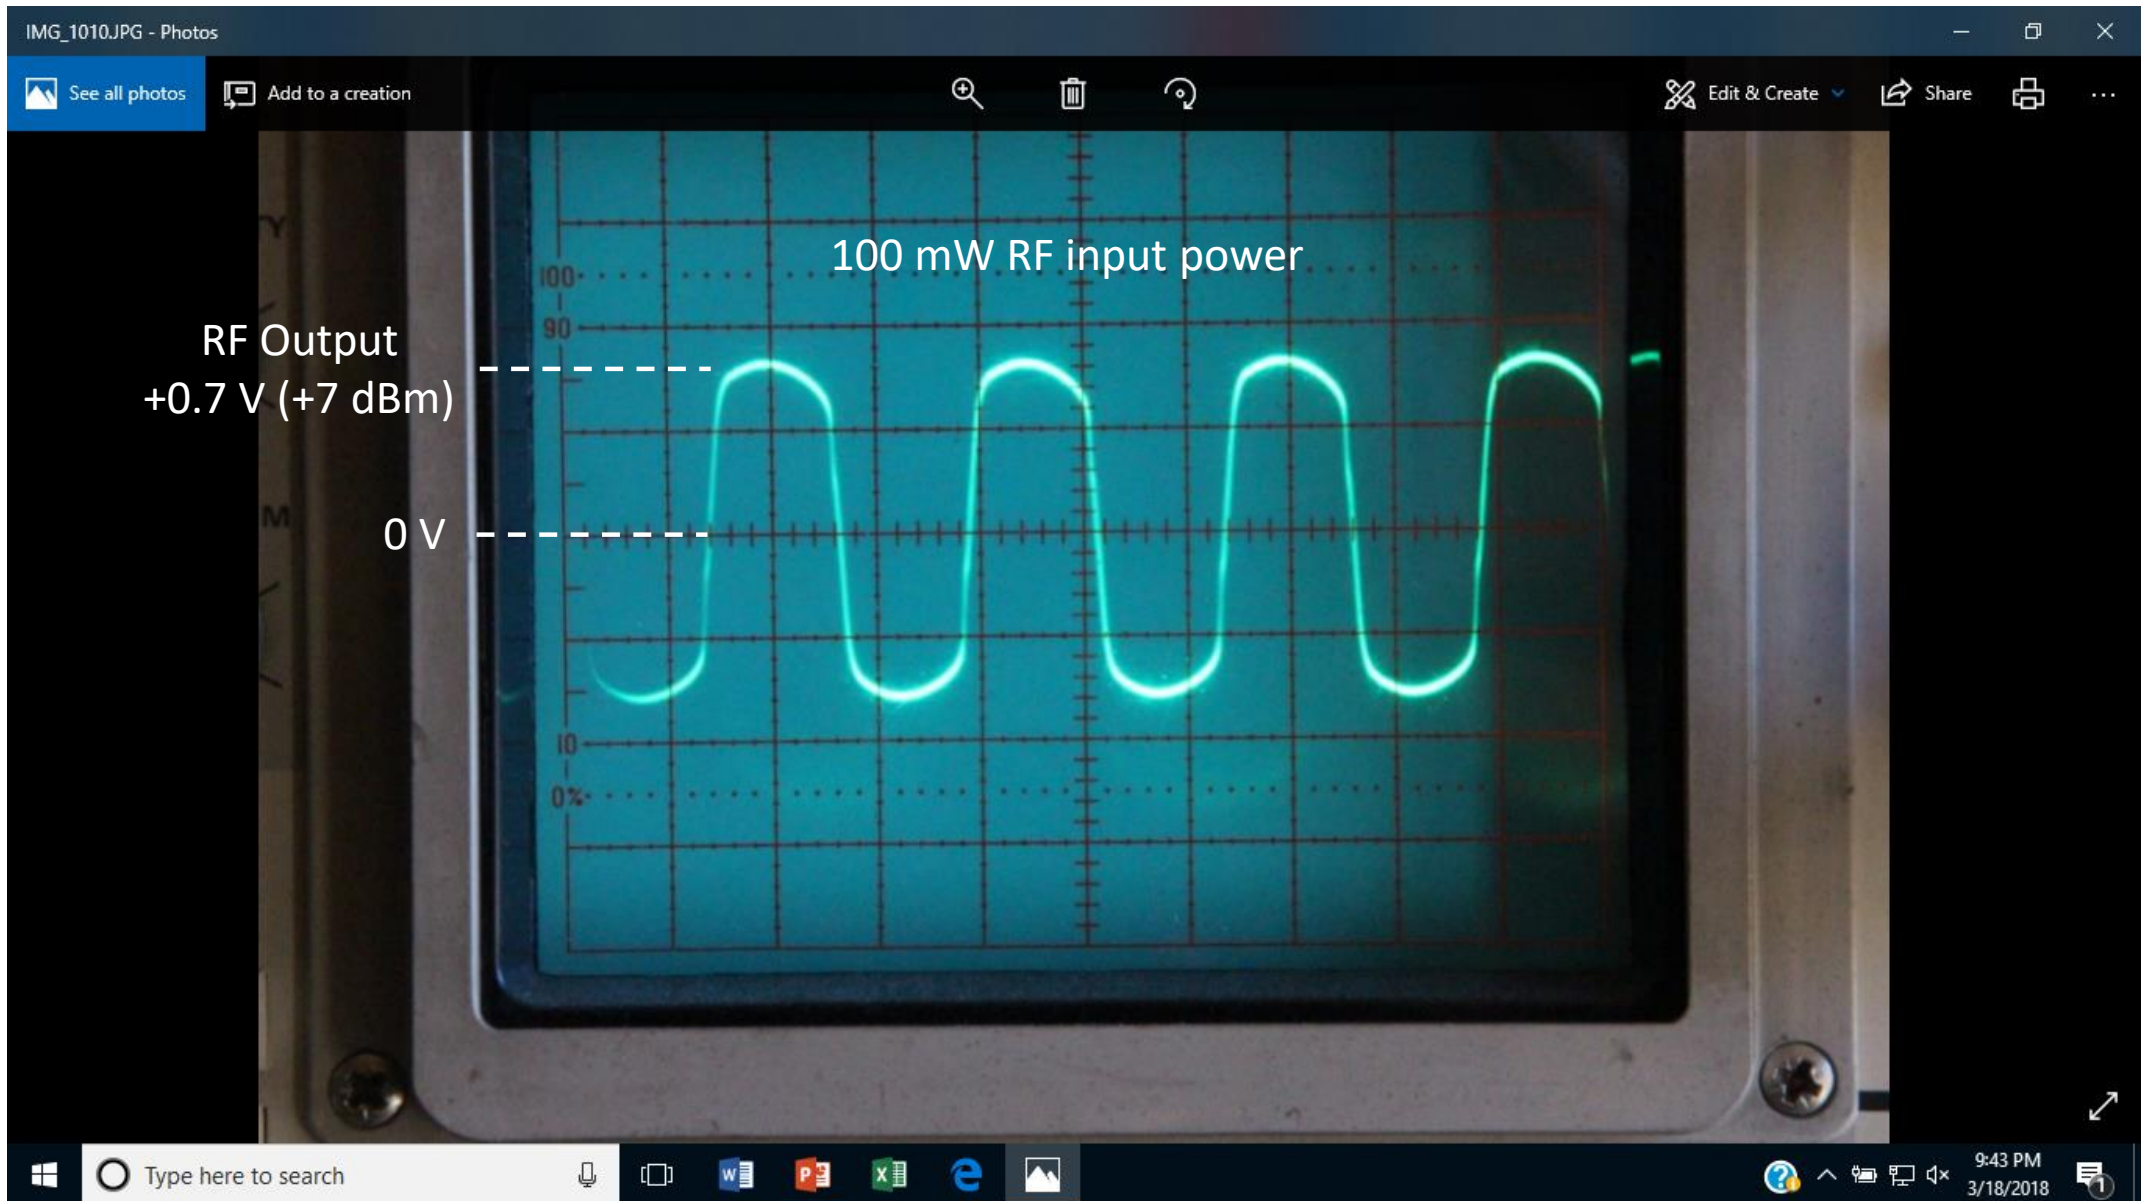 IMG_1010.JPG - Photos
See all photos
Add to a creation
Edit & Create
Share
100 mW RF input power
100
90
RF Output
+0.7 V (+7 dBm)
0 V
10
0%
Type here to search
9:43 PM
3/18/2018
1